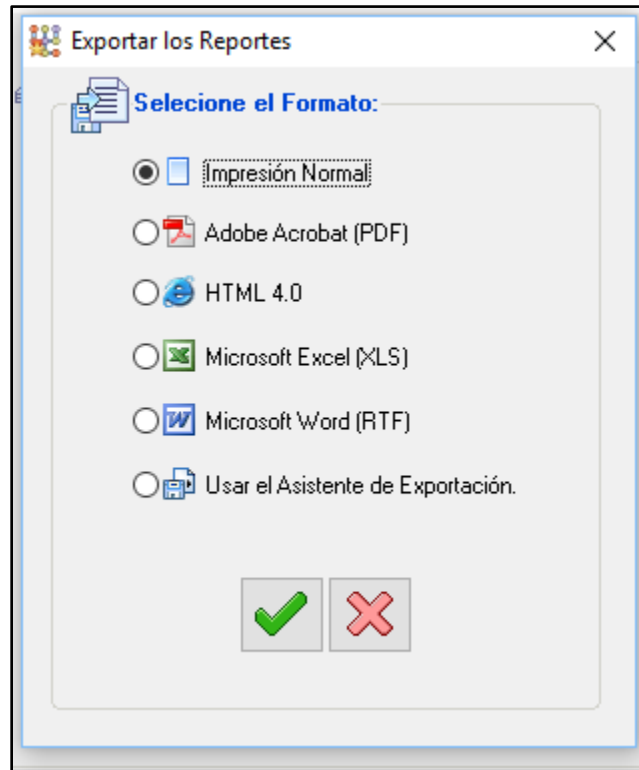 Exportar los Reportes
Selecione el Formato:
Impresión Normal
Adobe Acrobat (PDF)
HTML 4.0
Microsoft Excel (XLS)
Microsoft Word (RTF)
Usar el Asistente de Exportación.